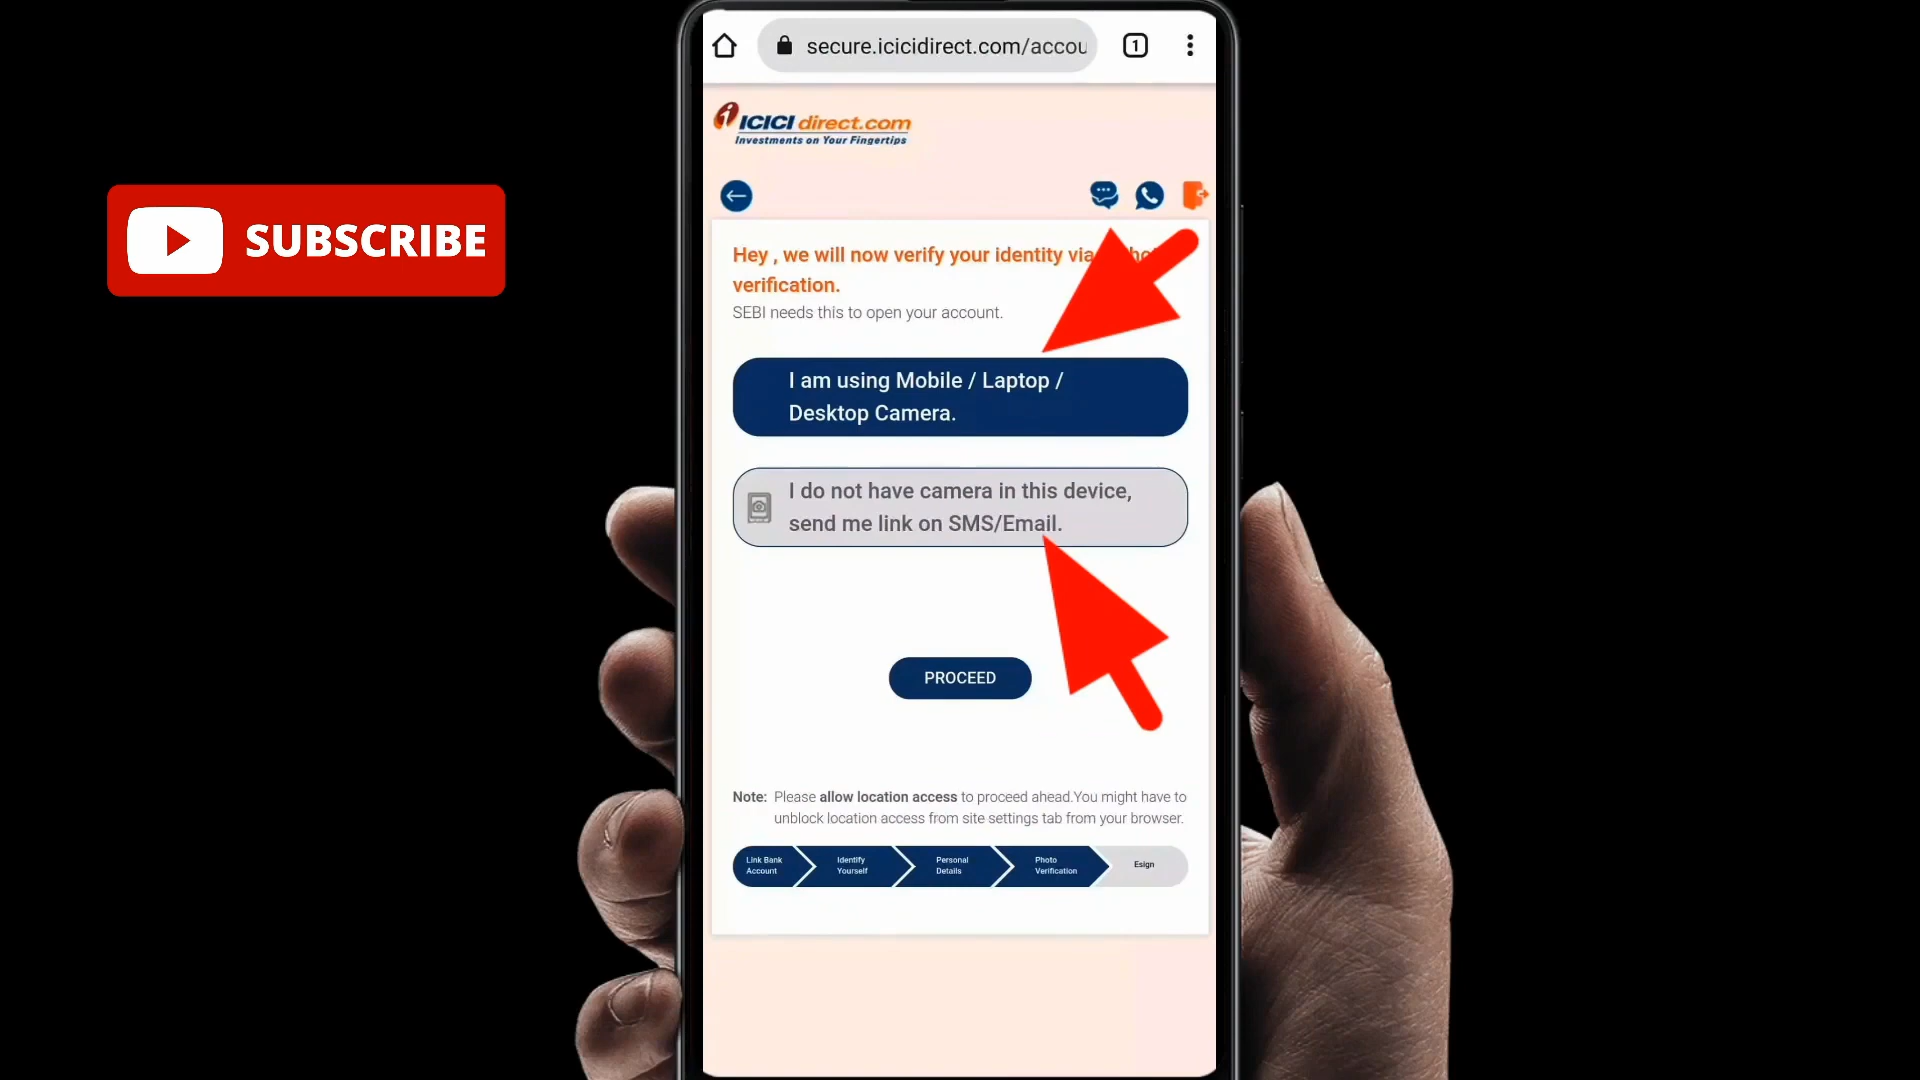 secure.icicidirect.com/accou
1
ICICI direct.com
Investments on Your Fingertips
SUBSCRIBE
Hey , we will now verify your identity via
verification.
SEBI needs this to open your account.
I am using Mobile / Laptop /
Desktop Camera.
I do not have camera in this device,
send me link on SMS/Email.
PROCEED
Note: Please allow location access to proceed ahead.You might have to
unblock location access from site settings tab from your browser.
Link Bank
Account
Identify
Yourself
Personal
Details
Photo
Verification
Esign